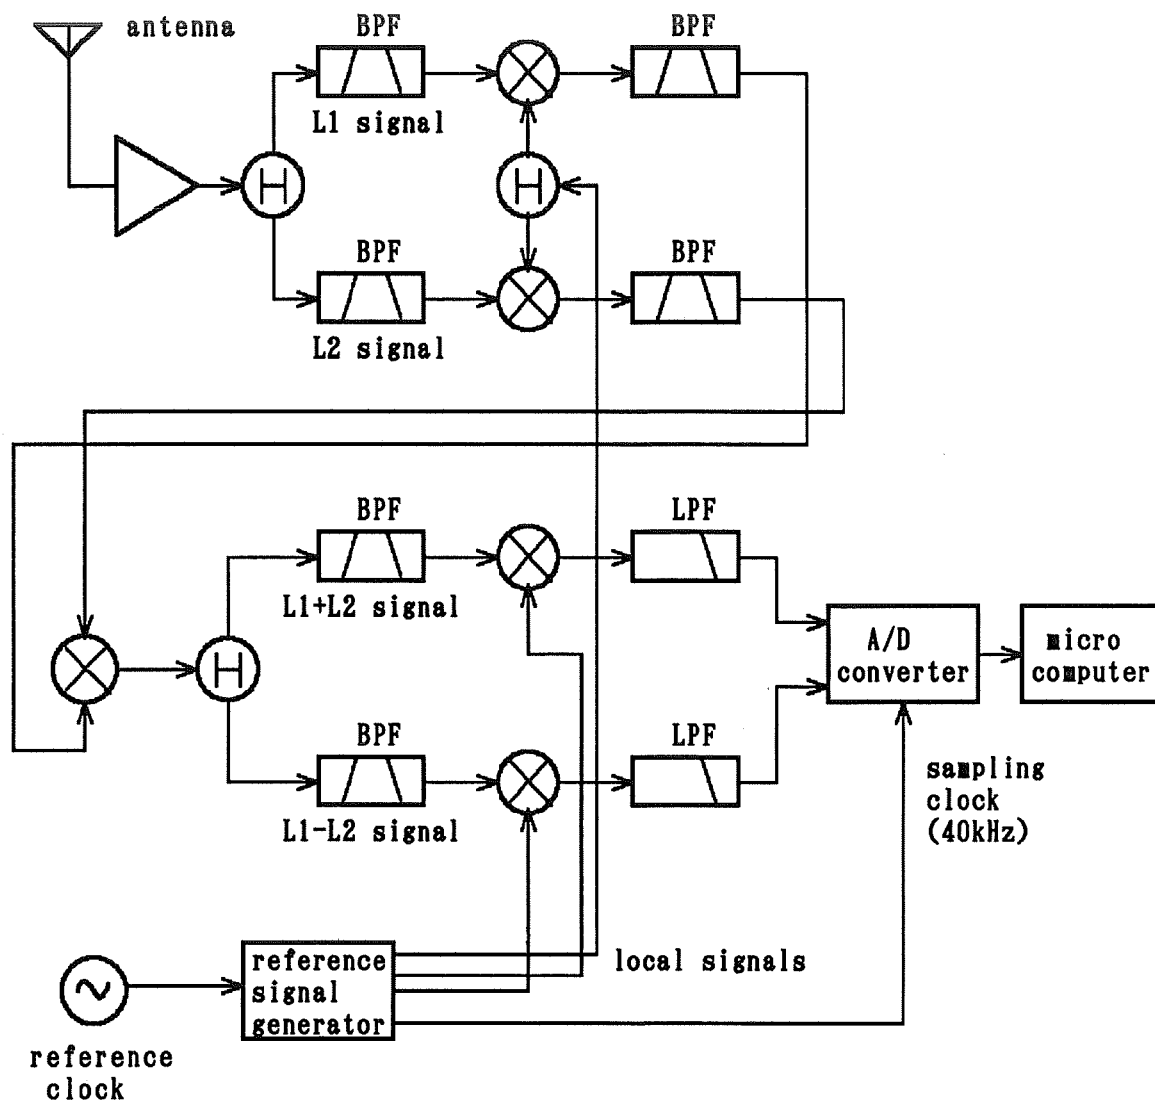 antenna
BPF
BPF
L1 signal
H
H
BPF
BPF
L2 signal
BPF
LPF
L1+L2 signal
A/D
converter
micro
computer
H
BPF
LPF
L1-L2 signal
sampling
clock
(40kHz)
reference
signal
generator
local signals
reference
clock